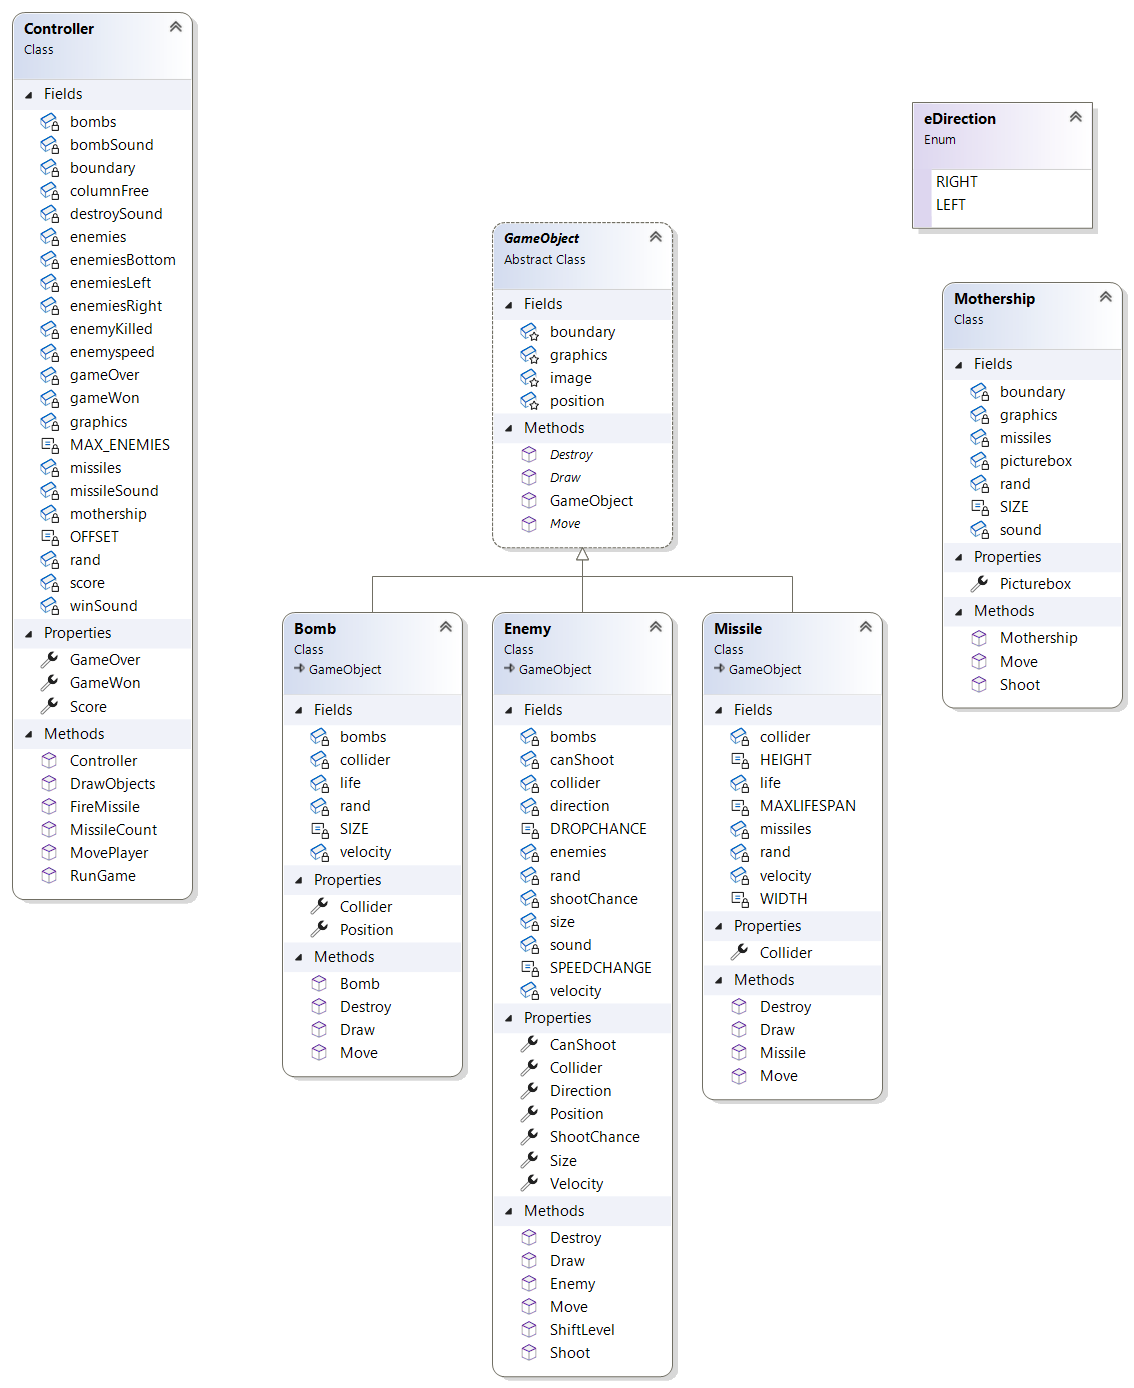 Controller
Class
Fields
bombs
bombSound
boundary
columnFree
destroySound
enemies
enemiesBottom
enemiesLeft
enemiesRight
enemyKilled
enemyspeed
gameOver
gameWon
graphics
MAX_ENEMIES
missiles
missileSound
mothership
OFFSET
rand
score
winSound
Properties
GameOver
GameWon
Score
Methods
Controller
DrawObjects
FireMissile
MissileCount
MovePlayer
RunGame
GameObject
Abstract Class
Fields
boundary
graphics
image
position
Methods
Destroy
Draw
GameObject
Move
eDirection
Enum
RIGHT
LEFT
Mothership
Class
Fields
boundary
graphics
missiles
picturebox
rand
SIZE
sound
Properties
Picturebox
Methods
Mothership
Move
Shoot
Bomb
Class
GameObject
Fields
bombs
collider
life
rand
SIZE
velocity
Properties
Collider
Position
Methods
Bomb
Destroy
Draw
Move
Enemy
Class
GameObject
Fields
bombs
canShoot
collider
direction
DROPCHANCE
enemies
rand
shootChance
size
sound
SPEEDCHANGE
velocity
Properties
CanShoot
Collider
Direction
Position
ShootChance
Size
Velocity
Methods
Destroy
Draw
Enemy
Move
ShiftLevel
Shoot
Missile
Class
GameObject
Fields
collider
HEIGHT
life
MAXLIFESPAN
missiles
rand
velocity
WIDTH
Properties
Collider
Methods
Destroy
Draw
Missile
Move